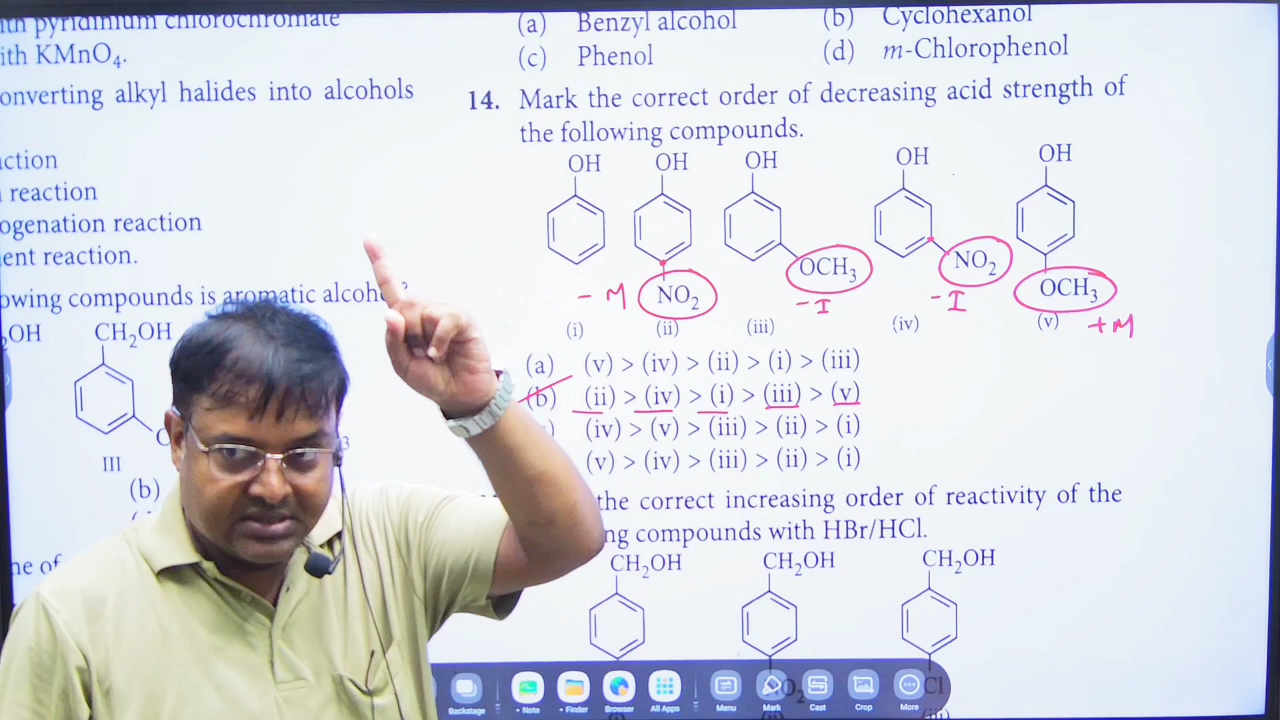 ith pyridinium chlorochromate
ith KMnO₄.
onverting alkyl halides into alcohols
ction
reaction
ogenation reaction
ent reaction.
owing compounds is aromatic alcoho
OH CH₂OH
III
(b)
ne of
(a) Benzyl alcohol (b) Cyclohexanol
(c) Phenol (d) m-Chlorophenol
14. Mark the correct order of decreasing acid strength of
the following compounds.
OH OH OH OH OH
OCH₃ NO₂
- M NO₂ - I - I OCH₃
(i) (ii) (iii) (iv) (v) + M
(a) (v) > (iv) > (ii) > (i) > (iii)
(b) (ii) > (iv) > (i) > (iii) > (v)
(iv) > (v) > (iii) > (ii) > (i)
(v) > (iv) > (iii) > (ii) > (i)
the correct increasing order of reactivity of the
ng compounds with HBr/HCl.
CH₂OH CH₂OH CH₂OH
Cl
Backstage + Note + Finder Browser All Apps Menu Mark Cast Crop More